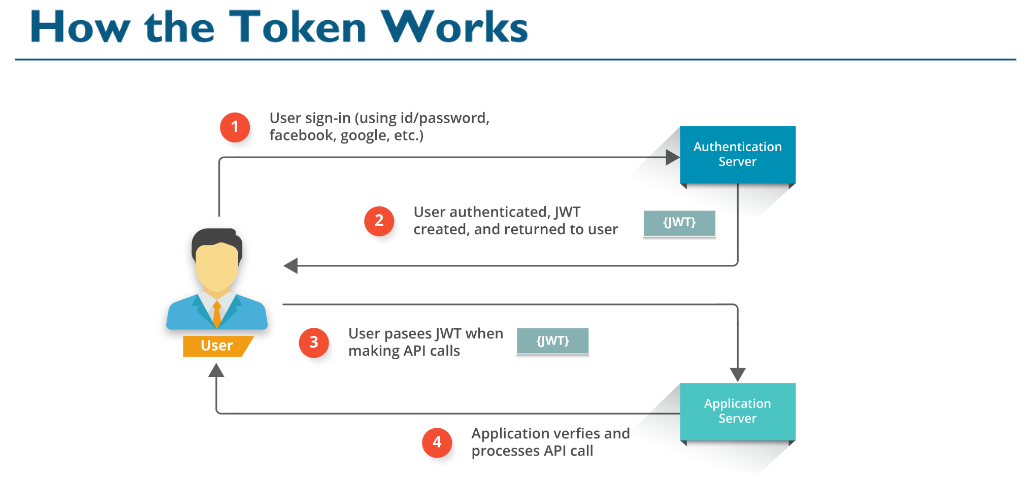 How the Token Works
1
User sign-in (using id/password,
facebook, google, etc.)
Authentication
Server
2
User authenticated, JWT
created, and returned to user
{JWT}
User
3
User pasees JWT when
making API calls
{JWT}
Application
Server
4
Application verfies and
processes API call